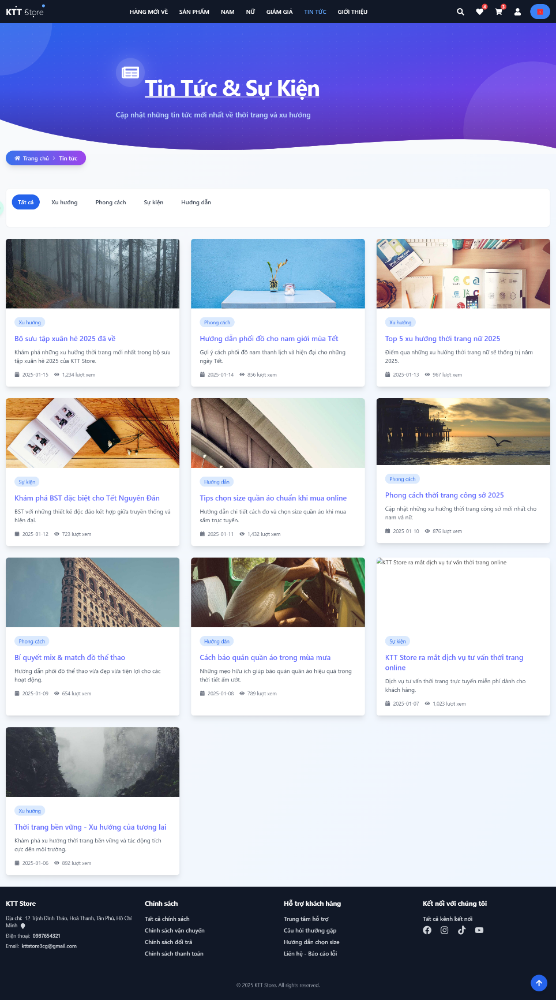 KTT Store
HÀNG MỚI VỀ SẢN PHẨM NAM NỮ GIẢM GIÁ TIN TỨC GIỚI THIỆU
4 3
Tin Tức & Sự Kiện
Cập nhật những tin tức mới nhất về thời trang và xu hướng
Trang chủ > Tin tức
Tất cả Xu hướng Phong cách Sự kiện Hướng dẫn
Xu hướng
Bộ sưu tập xuân hè 2025 đã về
Khám phá những xu hướng thời trang mới nhất trong bộ sưu
tập xuân hè 2025 của KTT Store.
2025-01-15 1,234 lượt xem
Phong cách
Hướng dẫn phối đồ cho nam giới mùa Tết
Gợi ý cách phối đồ nam thanh lịch và hiện đại cho những
ngày Tết.
2025-01-14 856 lượt xem
Xu hướng
Top 5 xu hướng thời trang nữ 2025
Điểm qua những xu hướng thời trang nữ sẽ thống trị năm
2025.
2025-01-13 967 lượt xem
Sự kiện
Khám phá BST đặc biệt cho Tết Nguyên Đán
BST với những thiết kế độc đáo kết hợp giữa truyền thống và
hiện đại.
2025-01-12 723 lượt xem
Hướng dẫn
Tips chọn size quần áo chuẩn khi mua online
Hướng dẫn chi tiết cách đo và chọn size quần áo khi mua
sắm trực tuyến.
2025-01-11 1,432 lượt xem
Phong cách
Phong cách thời trang công sở 2025
Cập nhật những xu hướng thời trang công sở mới nhất cho
nam và nữ.
2025-01-10 876 lượt xem
Phong cách
Bí quyết mix & match đồ thể thao
Hướng dẫn phối đồ thể thao vừa đẹp vừa tiện lợi cho các
hoạt động.
2025-01-09 654 lượt xem
Hướng dẫn
Cách bảo quản quần áo trong mùa mưa
Những mẹo hữu ích giúp bảo quản quần áo hiệu quả trong
thời tiết ẩm ướt.
2025-01-08 789 lượt xem
KTT Store ra mắt dịch vụ tư vấn thời trang online
Sự kiện
KTT Store ra mắt dịch vụ tư vấn thời trang
online
Dịch vụ tư vấn thời trang trực tuyến miễn phí dành cho
khách hàng.
2025-01-07 1,023 lượt xem
Xu hướng
Thời trang bền vững - Xu hướng của tương lai
Khám phá xu hướng thời trang bền vững và tác động tích
cực đến môi trường.
2025-01-06 892 lượt xem
KTT Store
Địa chỉ: 12 Trịnh Đình Thảo, Hoà Thanh, Tân Phú, Hồ Chí
Minh
Điện thoại: 0987654321
Email: kttstore3cg@gmail.com
Chính sách
Tất cả chính sách
Chính sách vận chuyển
Chính sách đổi trả
Chính sách thanh toán
Hỗ trợ khách hàng
Trung tâm hỗ trợ
Câu hỏi thường gặp
Hướng dẫn chọn size
Liên hệ - Báo cáo lỗi
Kết nối với chúng tôi
Tất cả kênh kết nối
© 2025 KTT Store. All rights reserved.